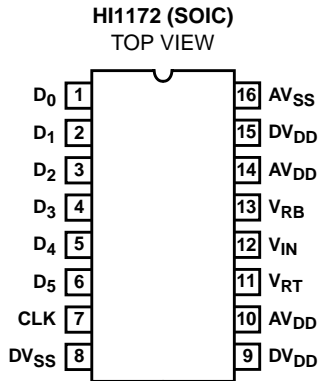 HI1172 (SOIC)
TOP VIEW
D0 1 16 AVSS
D1 2 15 DVDD
D2 3 14 AVDD
D3 4 13 VRB
D4 5 12 VIN
D5 6 11 VRT
CLK 7 10 AVDD
DVSS 8 9 DVDD